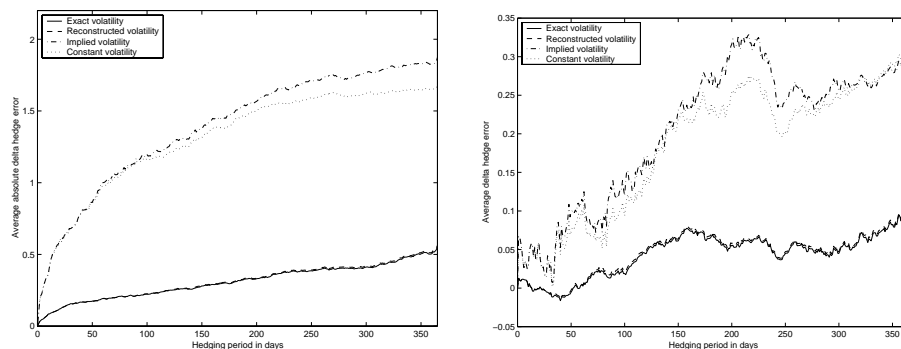 Exact volatility
Reconstructed volatility
Implied volatility
Constant volatility
2
1.5
1
0.5
0
0
50
100
150
200
250
300
350
Average absolute delta hedge error
Hedging period in days
Exact volatility
Reconstructed volatility
Implied volatility
Constant volatility
0.35
0.3
0.25
0.2
0.15
0.1
0.05
0
−0.05
0
50
100
150
200
250
300
350
Average delta hedge error
Hedging period in days